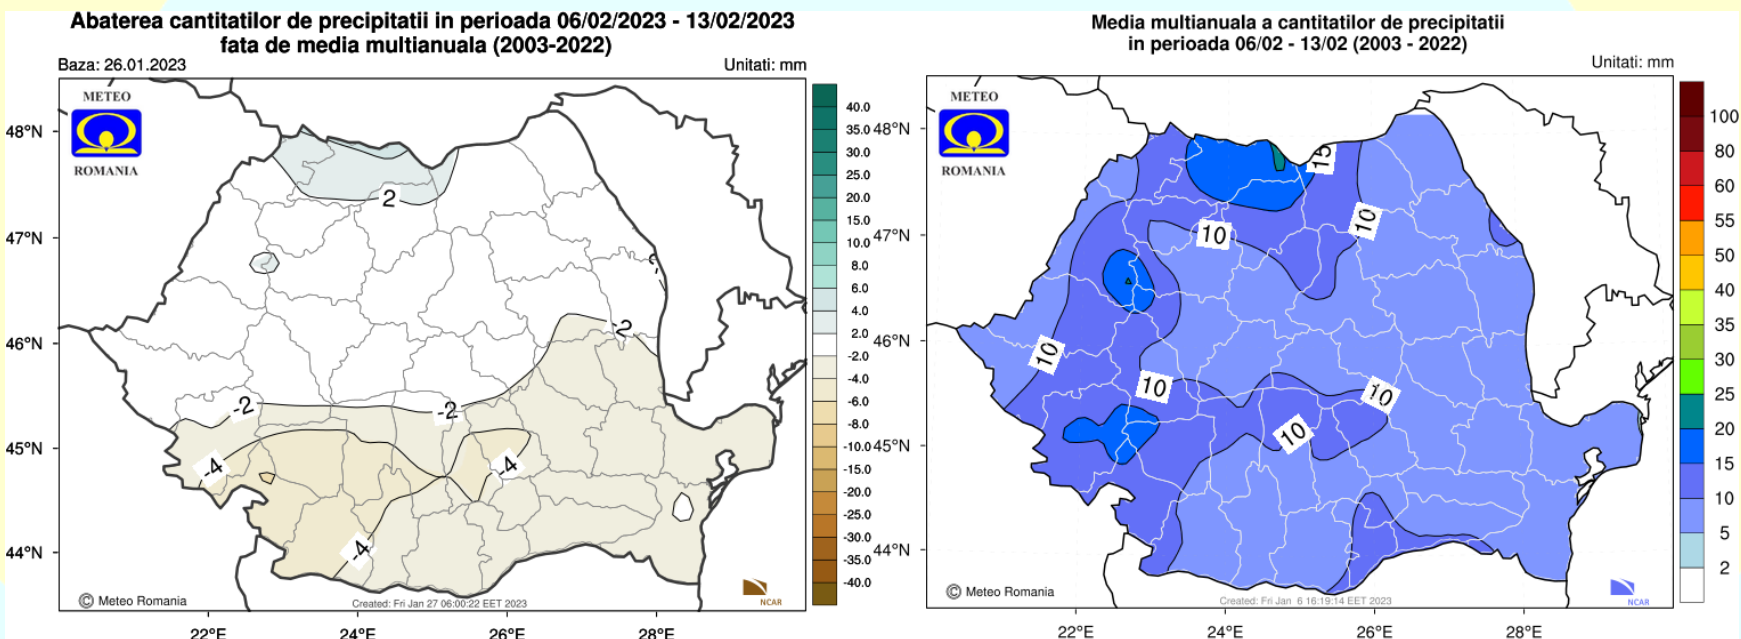 Abaterea cantitatilor de precipitatii in perioada 06/02/2023 - 13/02/2023
fata de media multianuala (2003-2022)
Baza: 26.01.2023
Unitati: mm
METEO
ROMANIA
48°N
47°N
46°N
45°N
44°N
22°E
24°E
26°E
28°E
2
-2
-2
-2
-4
-4
-4
40.0
35.0
30.0
25.0
20.0
15.0
10.0
8.0
6.0
4.0
2.0
-2.0
-4.0
-6.0
-8.0
-10.0
-15.0
-20.0
-25.0
-30.0
-35.0
-40.0
© Meteo Romania
Created: Fri Jan 27 06:00:22 EET 2023
NCAR
Media multianuala a cantitatilor de precipitatii
in perioada 06/02 - 13/02 (2003 - 2022)
Unitati: mm
METEO
ROMANIA
48°N
47°N
46°N
45°N
44°N
22°E
24°E
26°E
28°E
15
10
10
10
10
10
10
100
80
60
55
50
40
35
30
25
20
15
10
5
2
© Meteo Romania
Created: Fri Jan 6 16:19:14 EET 2023
NCAR